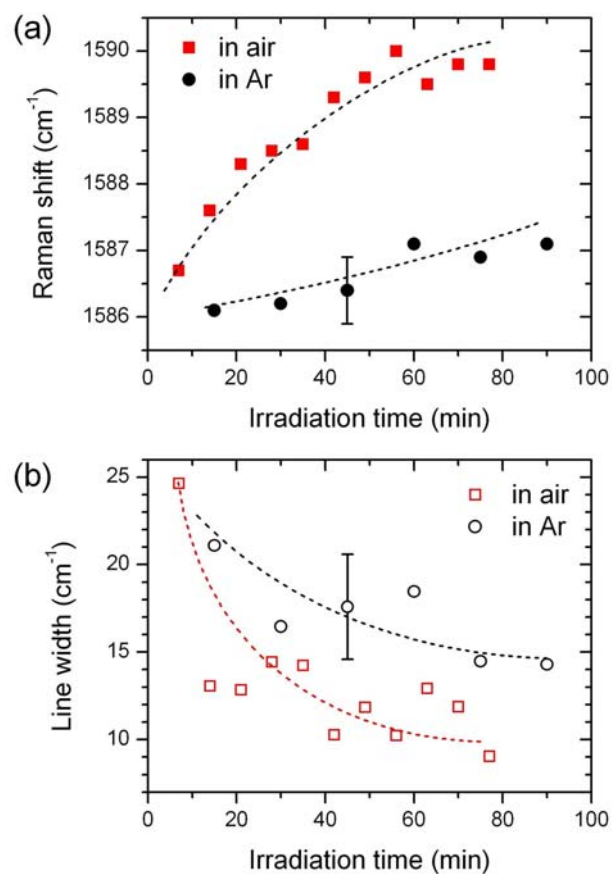 (a)
1590
1589
1588
1587
1586
Raman shift (cm⁻¹)
in air
in Ar
0 20 40 60 80 100
Irradiation time (min)
(b)
25
20
15
10
Line width (cm⁻¹)
in air
in Ar
0 20 40 60 80 100
Irradiation time (min)